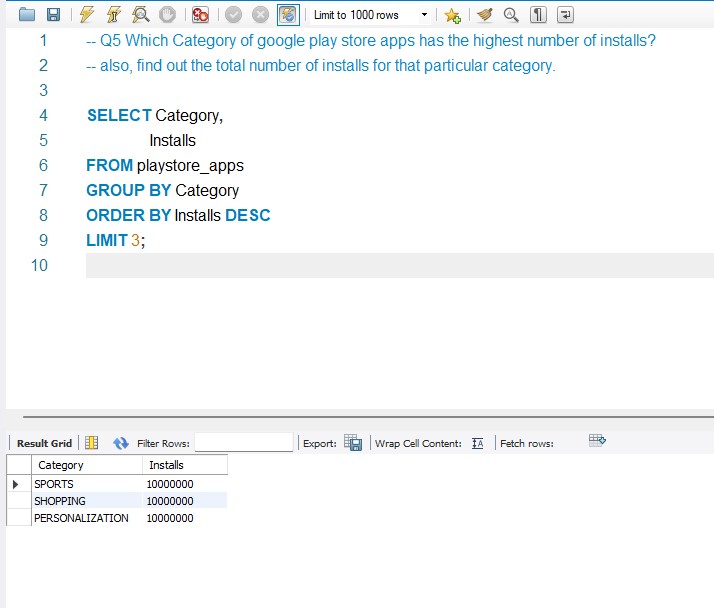 Limit to 1000 rows
1 -- Q5 Which Category of google play store apps has the highest number of installs?
2 -- also, find out the total number of installs for that particular category.
3
4 SELECT Category,
5 Installs
6 FROM playstore_apps
7 GROUP BY Category
8 ORDER BY Installs DESC
9 LIMIT 3;
10
Result Grid Filter Rows: Export: Wrap Cell Content: Fetch rows:
Category Installs
SPORTS 10000000
SHOPPING 10000000
PERSONALIZATION 10000000